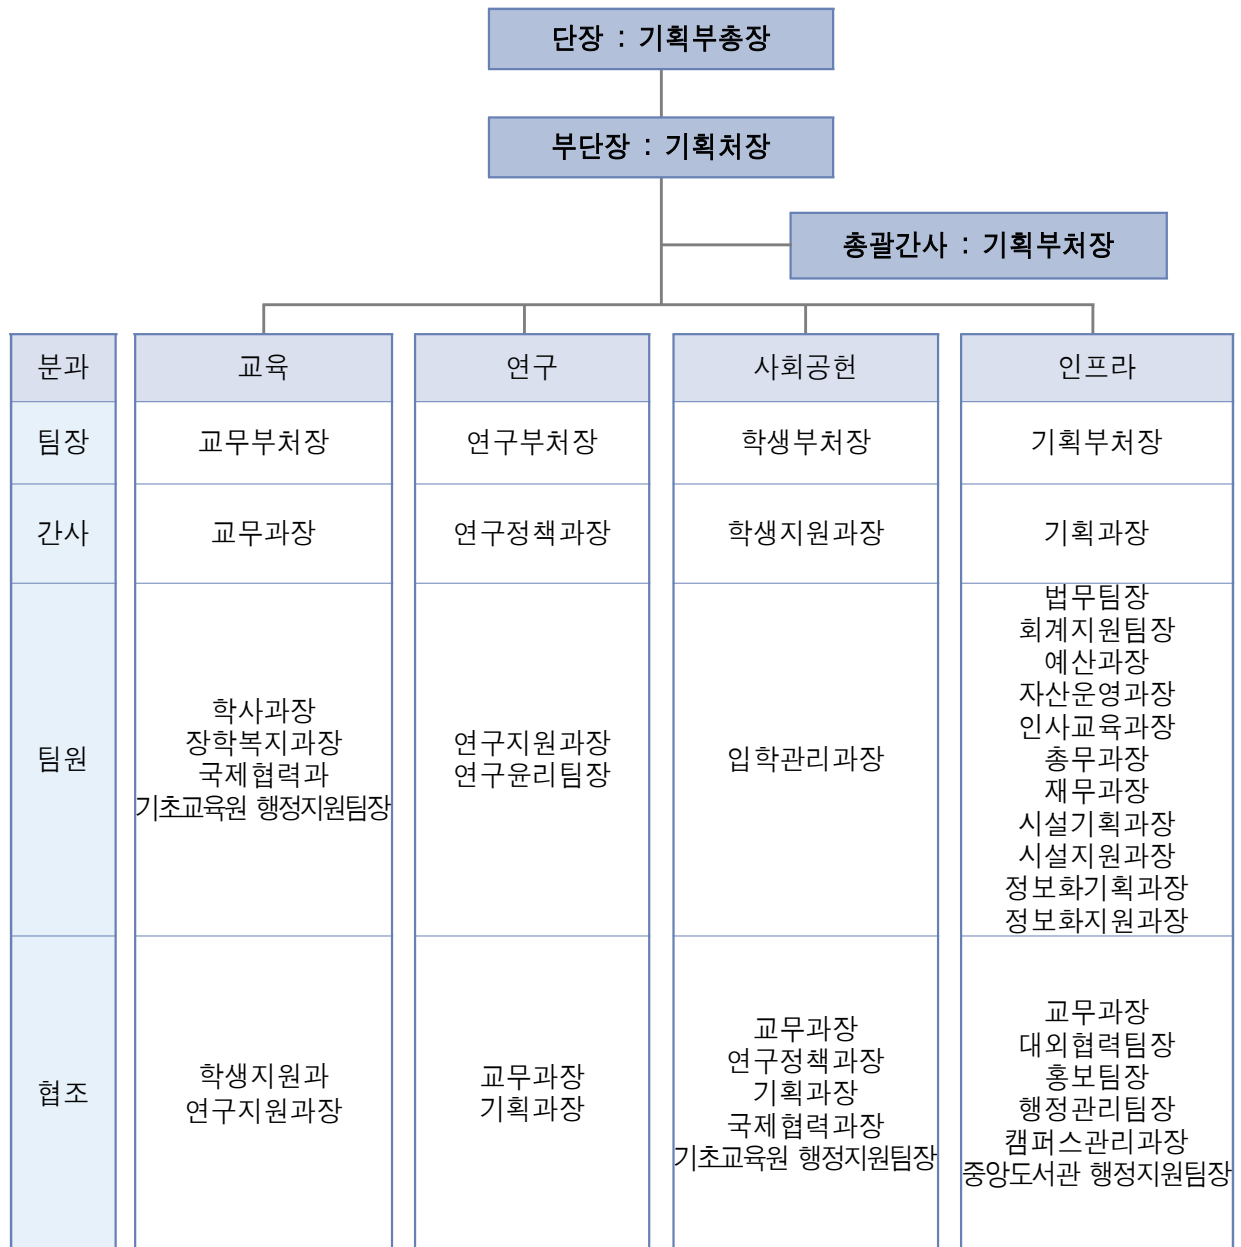 단장 : 기획부총장
부단장 : 기획처장
총괄간사 : 기획부처장
분과 교육 연구 사회공헌 인프라
팀장 교무부처장 연구부처장 학생부처장 기획부처장
간사 교무과장 연구정책과장 학생지원과장 기획과장
팀원
학사과장
장학복지과장
국제협력과
기초교육원 행정지원팀장
연구지원과장
연구윤리팀장
입학관리과장
법무팀장
회계지원팀장
예산과장
자산운영과장
인사교육과장
총무과장
재무과장
시설기획과장
시설지원과장
정보화기획과장
정보화지원과장
협조
학생지원과
연구지원과장
교무과장
기획과장
교무과장
연구정책과장
기획과장
국제협력과장
기초교육원 행정지원팀장
교무과장
대외협력팀장
홍보팀장
행정관리팀장
캠퍼스관리과장
중앙도서관 행정지원팀장